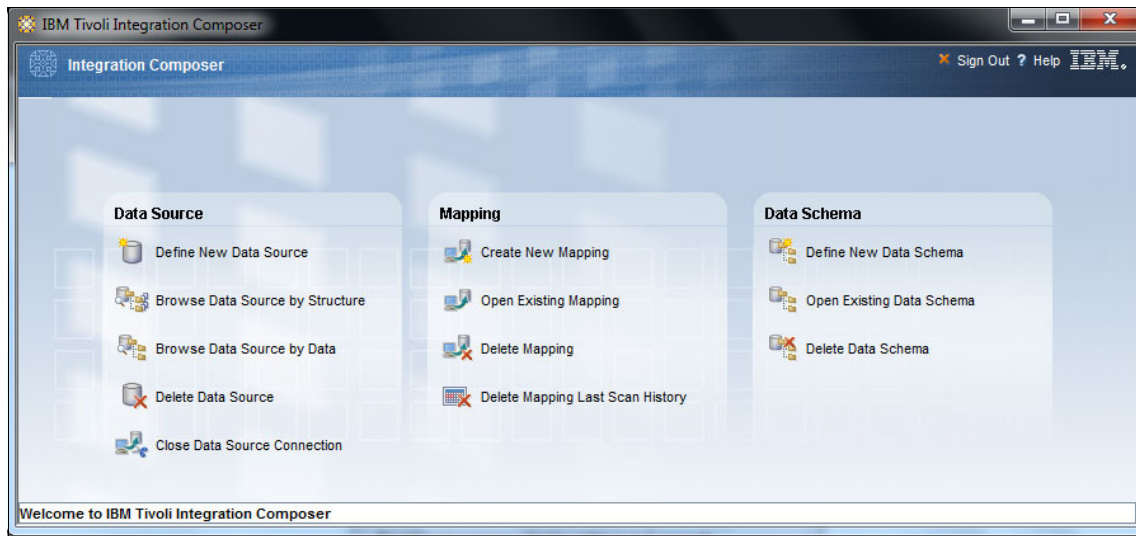 IBM Tivoli Integration Composer
Integration Composer
Sign Out ? Help IBM.
Data Source
Define New Data Source
Browse Data Source by Structure
Browse Data Source by Data
Delete Data Source
Close Data Source Connection
Mapping
Create New Mapping
Open Existing Mapping
Delete Mapping
Delete Mapping Last Scan History
Data Schema
Define New Data Schema
Open Existing Data Schema
Delete Data Schema
Welcome to IBM Tivoli Integration Composer